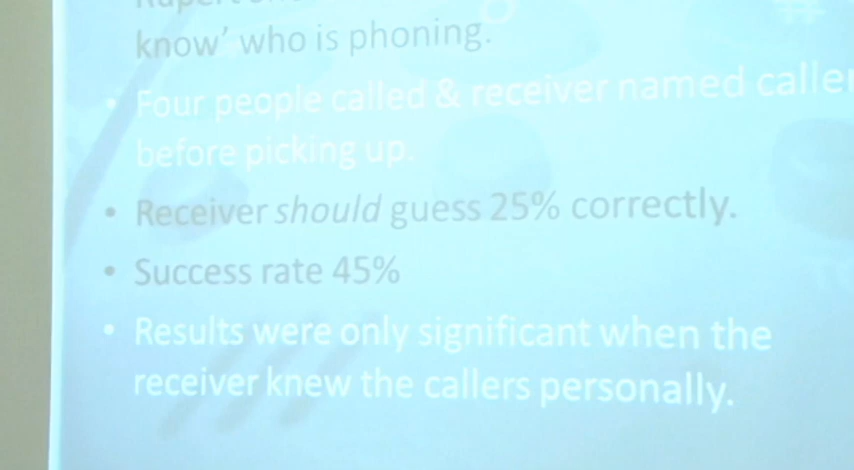 know' who is phoning.
• Four people called & receiver named caller
before picking up.
• Receiver should guess 25% correctly.
• Success rate 45%
• Results were only significant when the
receiver knew the callers personally.